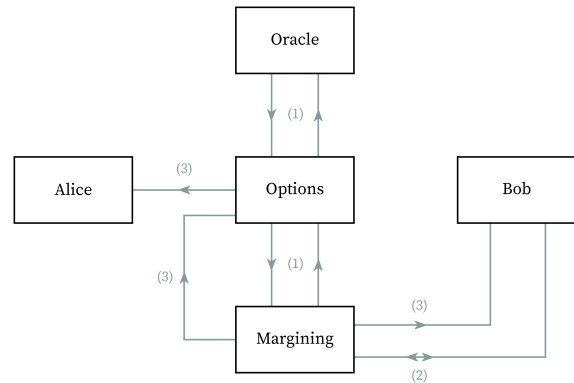 Oracle
(1)
(3)
Alice
Options
Bob
(3)
(1)
(3)
Margining
(2)